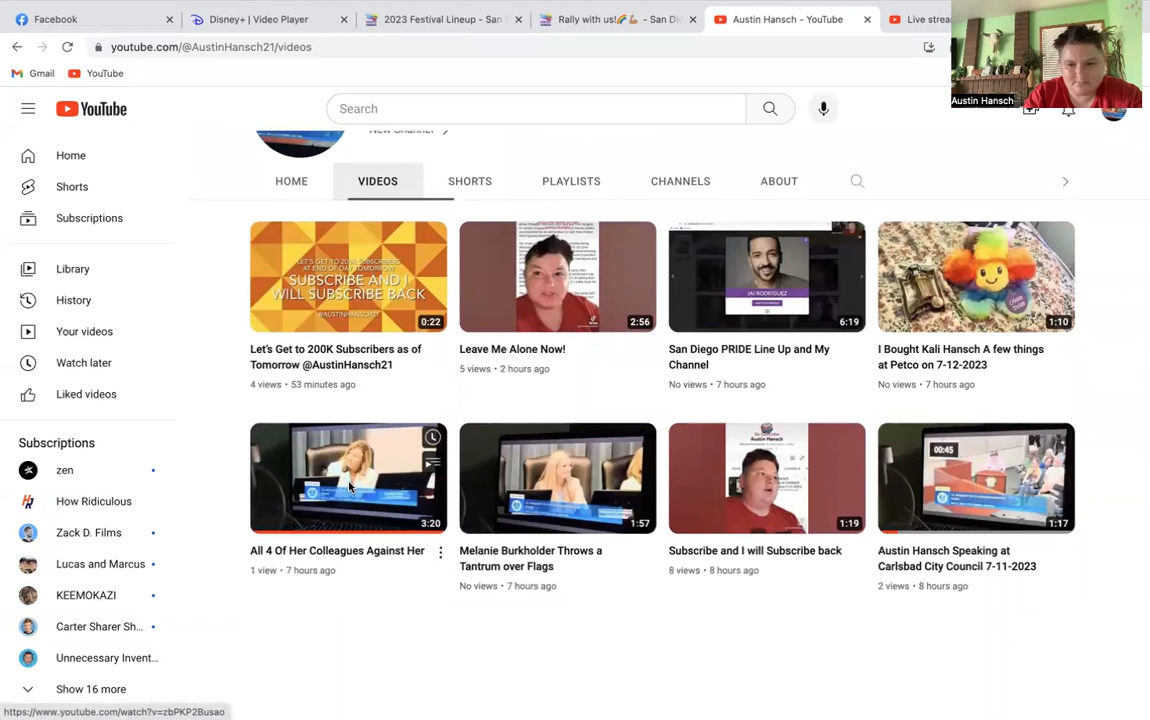 Facebook
Disney+ | Video Player
2023 Festival Lineup - San
Rally with us!🌈 💪 - San Di
Austin Hansch - YouTube
Live strea
youtube.com/@AustinHansch21/videos
Gmail
YouTube
Austin Hansch
YouTube
Search
Home
Shorts
Subscriptions
Library
History
Your videos
Watch later
Liked videos
Subscriptions
zen
How Ridiculous
Zack D. Films
Lucas and Marcus
KEEMOKAZI
Carter Sharer Sh...
Unnecessary Invent...
Show 16 more
HOME
VIDEOS
SHORTS
PLAYLISTS
CHANNELS
ABOUT
LET'S GET TO 200K SUBSCRIBERS
AT END OF DAY TOMORROW
SUBSCRIBE AND I
WILL SUBSCRIBE BACK
@AUSTINHANSCH21
0:22
Let's Get to 200K Subscribers as of
Tomorrow @AustinHansch21
4 views • 53 minutes ago
2:56
Leave Me Alone Now!
5 views • 2 hours ago
JAI RODRIGUEZ
6:19
San Diego PRIDE Line Up and My
Channel
No views • 7 hours ago
1:10
I Bought Kali Hansch A few things
at Petco on 7-12-2023
No views • 7 hours ago
3:20
All 4 Of Her Colleagues Against Her
1 view • 7 hours ago
1:57
Melanie Burkholder Throws a
Tantrum over Flags
No views • 7 hours ago
Austin Hansch
1:19
Subscribe and I will Subscribe back
8 views • 8 hours ago
00:45
1:17
Austin Hansch Speaking at
Carlsbad City Council 7-11-2023
2 views • 8 hours ago
https://www.youtube.com/watch?v=zbPKP2Busao